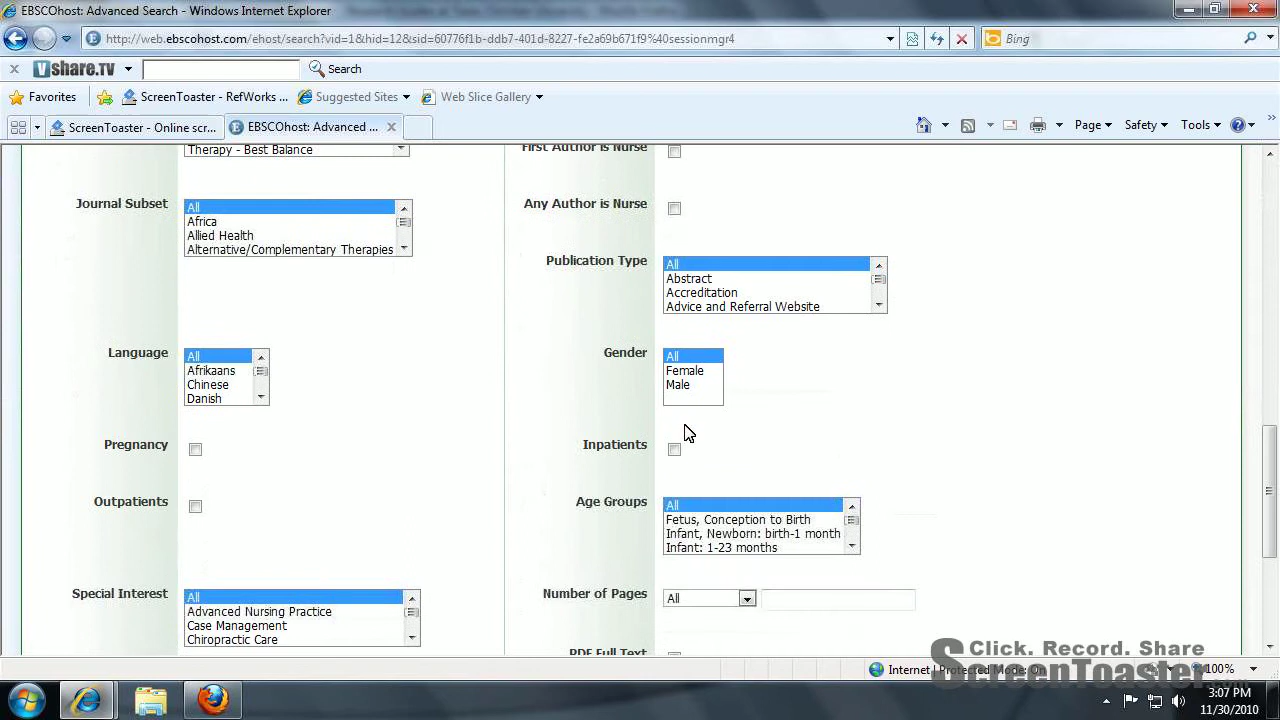 EBSCOhost: Advanced Search - Windows Internet Explorer
http://web.ebscohost.com/ehost/search?vid=1&hid=12&sid=60776f1b-ddb7-401d-8227-fe2a69b671f9%40sessionmgr4
Bing
vshare.TV
Search
Favorites
ScreenToaster - RefWorks ...
Suggested Sites
Web Slice Gallery
ScreenToaster - Online scr...
EBSCOhost: Advanced ...
Page
Safety
Tools
Therapy - Best Balance
First Author is Nurse
Journal Subset
All
Africa
Allied Health
Alternative/Complementary Therapies
Any Author is Nurse
Publication Type
All
Abstract
Accreditation
Advice and Referral Website
Language
All
Afrikaans
Chinese
Danish
Gender
All
Female
Male
Pregnancy
Inpatients
Outpatients
Age Groups
All
Fetus, Conception to Birth
Infant, Newborn: birth-1 month
Infant: 1-23 months
Special Interest
All
Advanced Nursing Practice
Case Management
Chiropractic Care
Number of Pages
All
PDF Full Text
Click. Record. Share
ScreenToaster.com
Internet | Protected Mode: On
100%
3:07 PM
11/30/2010